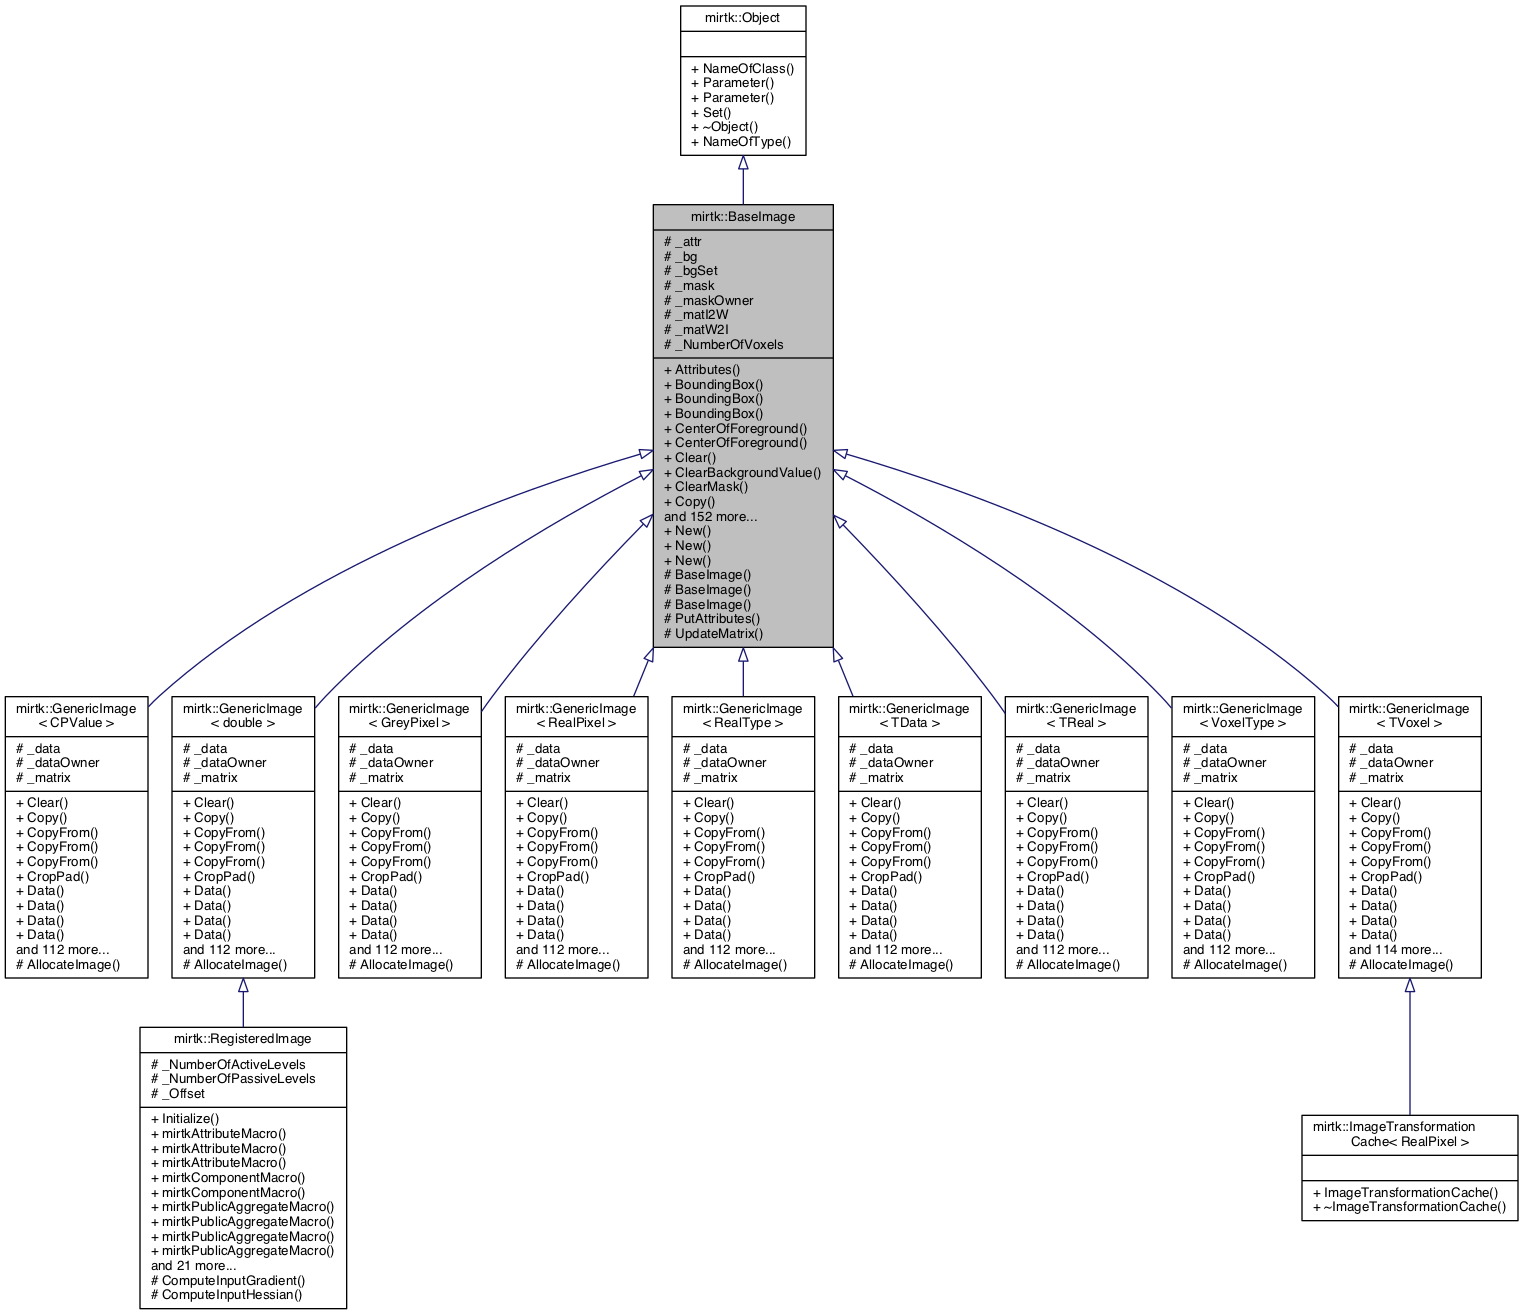 mirtk::Object
+ NameOfClass()
+ Parameter()
+ Parameter()
+ Set()
+ ~Object()
+ NameOfType()
mirtk::BaseImage
# _attr
# _bg
# _bgSet
# _mask
# _maskOwner
# _matI2W
# _matW2I
# _NumberOfVoxels
+ Attributes()
+ BoundingBox()
+ BoundingBox()
+ BoundingBox()
+ CenterOfForeground()
+ CenterOfForeground()
+ Clear()
+ ClearBackgroundValue()
+ ClearMask()
+ Copy()
and 152 more...
+ New()
+ New()
+ New()
# BaseImage()
# BaseImage()
# BaseImage()
# PutAttributes()
# UpdateMatrix()
mirtk::GenericImage
< CPValue >
# _data
# _dataOwner
# _matrix
+ Clear()
+ Copy()
+ CopyFrom()
+ CopyFrom()
+ CopyFrom()
+ CropPad()
+ Data()
+ Data()
+ Data()
+ Data()
and 112 more...
# AllocateImage()
mirtk::GenericImage
< double >
# _data
# _dataOwner
# _matrix
+ Clear()
+ Copy()
+ CopyFrom()
+ CopyFrom()
+ CopyFrom()
+ CropPad()
+ Data()
+ Data()
+ Data()
+ Data()
and 112 more...
# AllocateImage()
mirtk::GenericImage
< GreyPixel >
# _data
# _dataOwner
# _matrix
+ Clear()
+ Copy()
+ CopyFrom()
+ CopyFrom()
+ CopyFrom()
+ CropPad()
+ Data()
+ Data()
+ Data()
+ Data()
and 112 more...
# AllocateImage()
mirtk::GenericImage
< RealPixel >
# _data
# _dataOwner
# _matrix
+ Clear()
+ Copy()
+ CopyFrom()
+ CopyFrom()
+ CopyFrom()
+ CropPad()
+ Data()
+ Data()
+ Data()
+ Data()
and 112 more...
# AllocateImage()
mirtk::GenericImage
< RealType >
# _data
# _dataOwner
# _matrix
+ Clear()
+ Copy()
+ CopyFrom()
+ CopyFrom()
+ CopyFrom()
+ CropPad()
+ Data()
+ Data()
+ Data()
+ Data()
and 112 more...
# AllocateImage()
mirtk::GenericImage
< TData >
# _data
# _dataOwner
# _matrix
+ Clear()
+ Copy()
+ CopyFrom()
+ CopyFrom()
+ CopyFrom()
+ CropPad()
+ Data()
+ Data()
+ Data()
+ Data()
and 112 more...
# AllocateImage()
mirtk::GenericImage
< TReal >
# _data
# _dataOwner
# _matrix
+ Clear()
+ Copy()
+ CopyFrom()
+ CopyFrom()
+ CopyFrom()
+ CropPad()
+ Data()
+ Data()
+ Data()
+ Data()
and 112 more...
# AllocateImage()
mirtk::GenericImage
< VoxelType >
# _data
# _dataOwner
# _matrix
+ Clear()
+ Copy()
+ CopyFrom()
+ CopyFrom()
+ CopyFrom()
+ CropPad()
+ Data()
+ Data()
+ Data()
+ Data()
and 112 more...
# AllocateImage()
mirtk::GenericImage
< TVoxel >
# _data
# _dataOwner
# _matrix
+ Clear()
+ Copy()
+ CopyFrom()
+ CopyFrom()
+ CopyFrom()
+ CropPad()
+ Data()
+ Data()
+ Data()
+ Data()
and 114 more...
# AllocateImage()
mirtk::RegisteredImage
# _NumberOfActiveLevels
# _NumberOfPassiveLevels
# _Offset
+ Initialize()
+ mirtkAttributeMacro()
+ mirtkAttributeMacro()
+ mirtkAttributeMacro()
+ mirtkComponentMacro()
+ mirtkComponentMacro()
+ mirtkPublicAggregateMacro()
+ mirtkPublicAggregateMacro()
+ mirtkPublicAggregateMacro()
+ mirtkPublicAggregateMacro()
and 21 more...
# ComputeInputGradient()
# ComputeInputHessian()
mirtk::ImageTransformation
Cache< RealPixel >
+ ImageTransformationCache()
+ ~ImageTransformationCache()